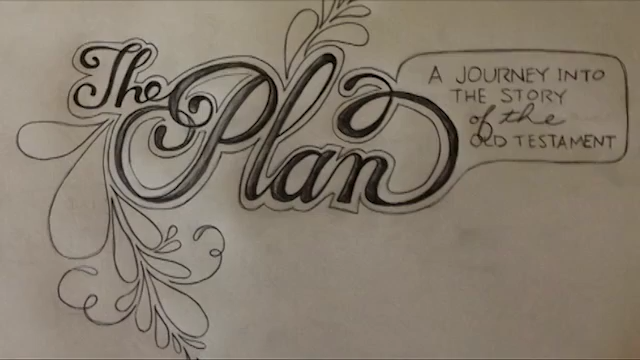 The Plan
A JOURNEY INTO
THE STORY
of the
OLD TESTAMENT